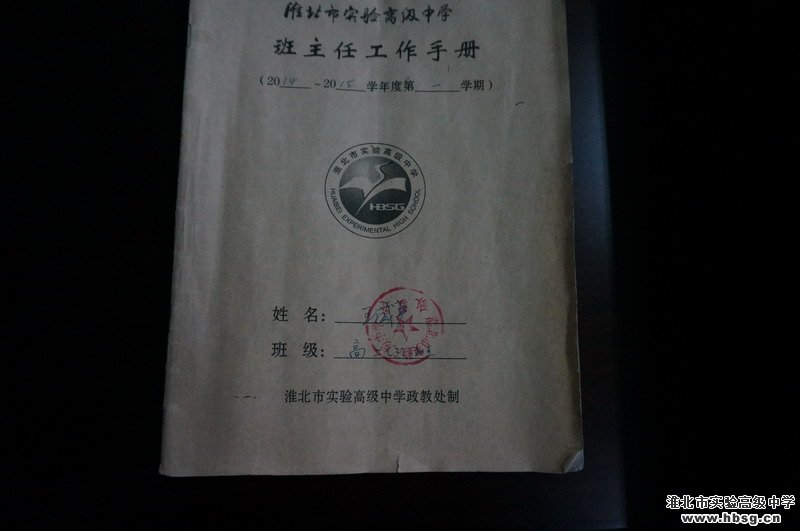 淮北市实验高级中学
班主任工作手册
(2014~2015学年度第一学期)
淮北市实验高级中学
HBSG
HUAIBEI EXPERIMENTAL HIGH SCHOOL
姓 名:
班 级: 高
淮北市实验高级中学政教处制
淮北市实验高级中学
www.hbsg.cn